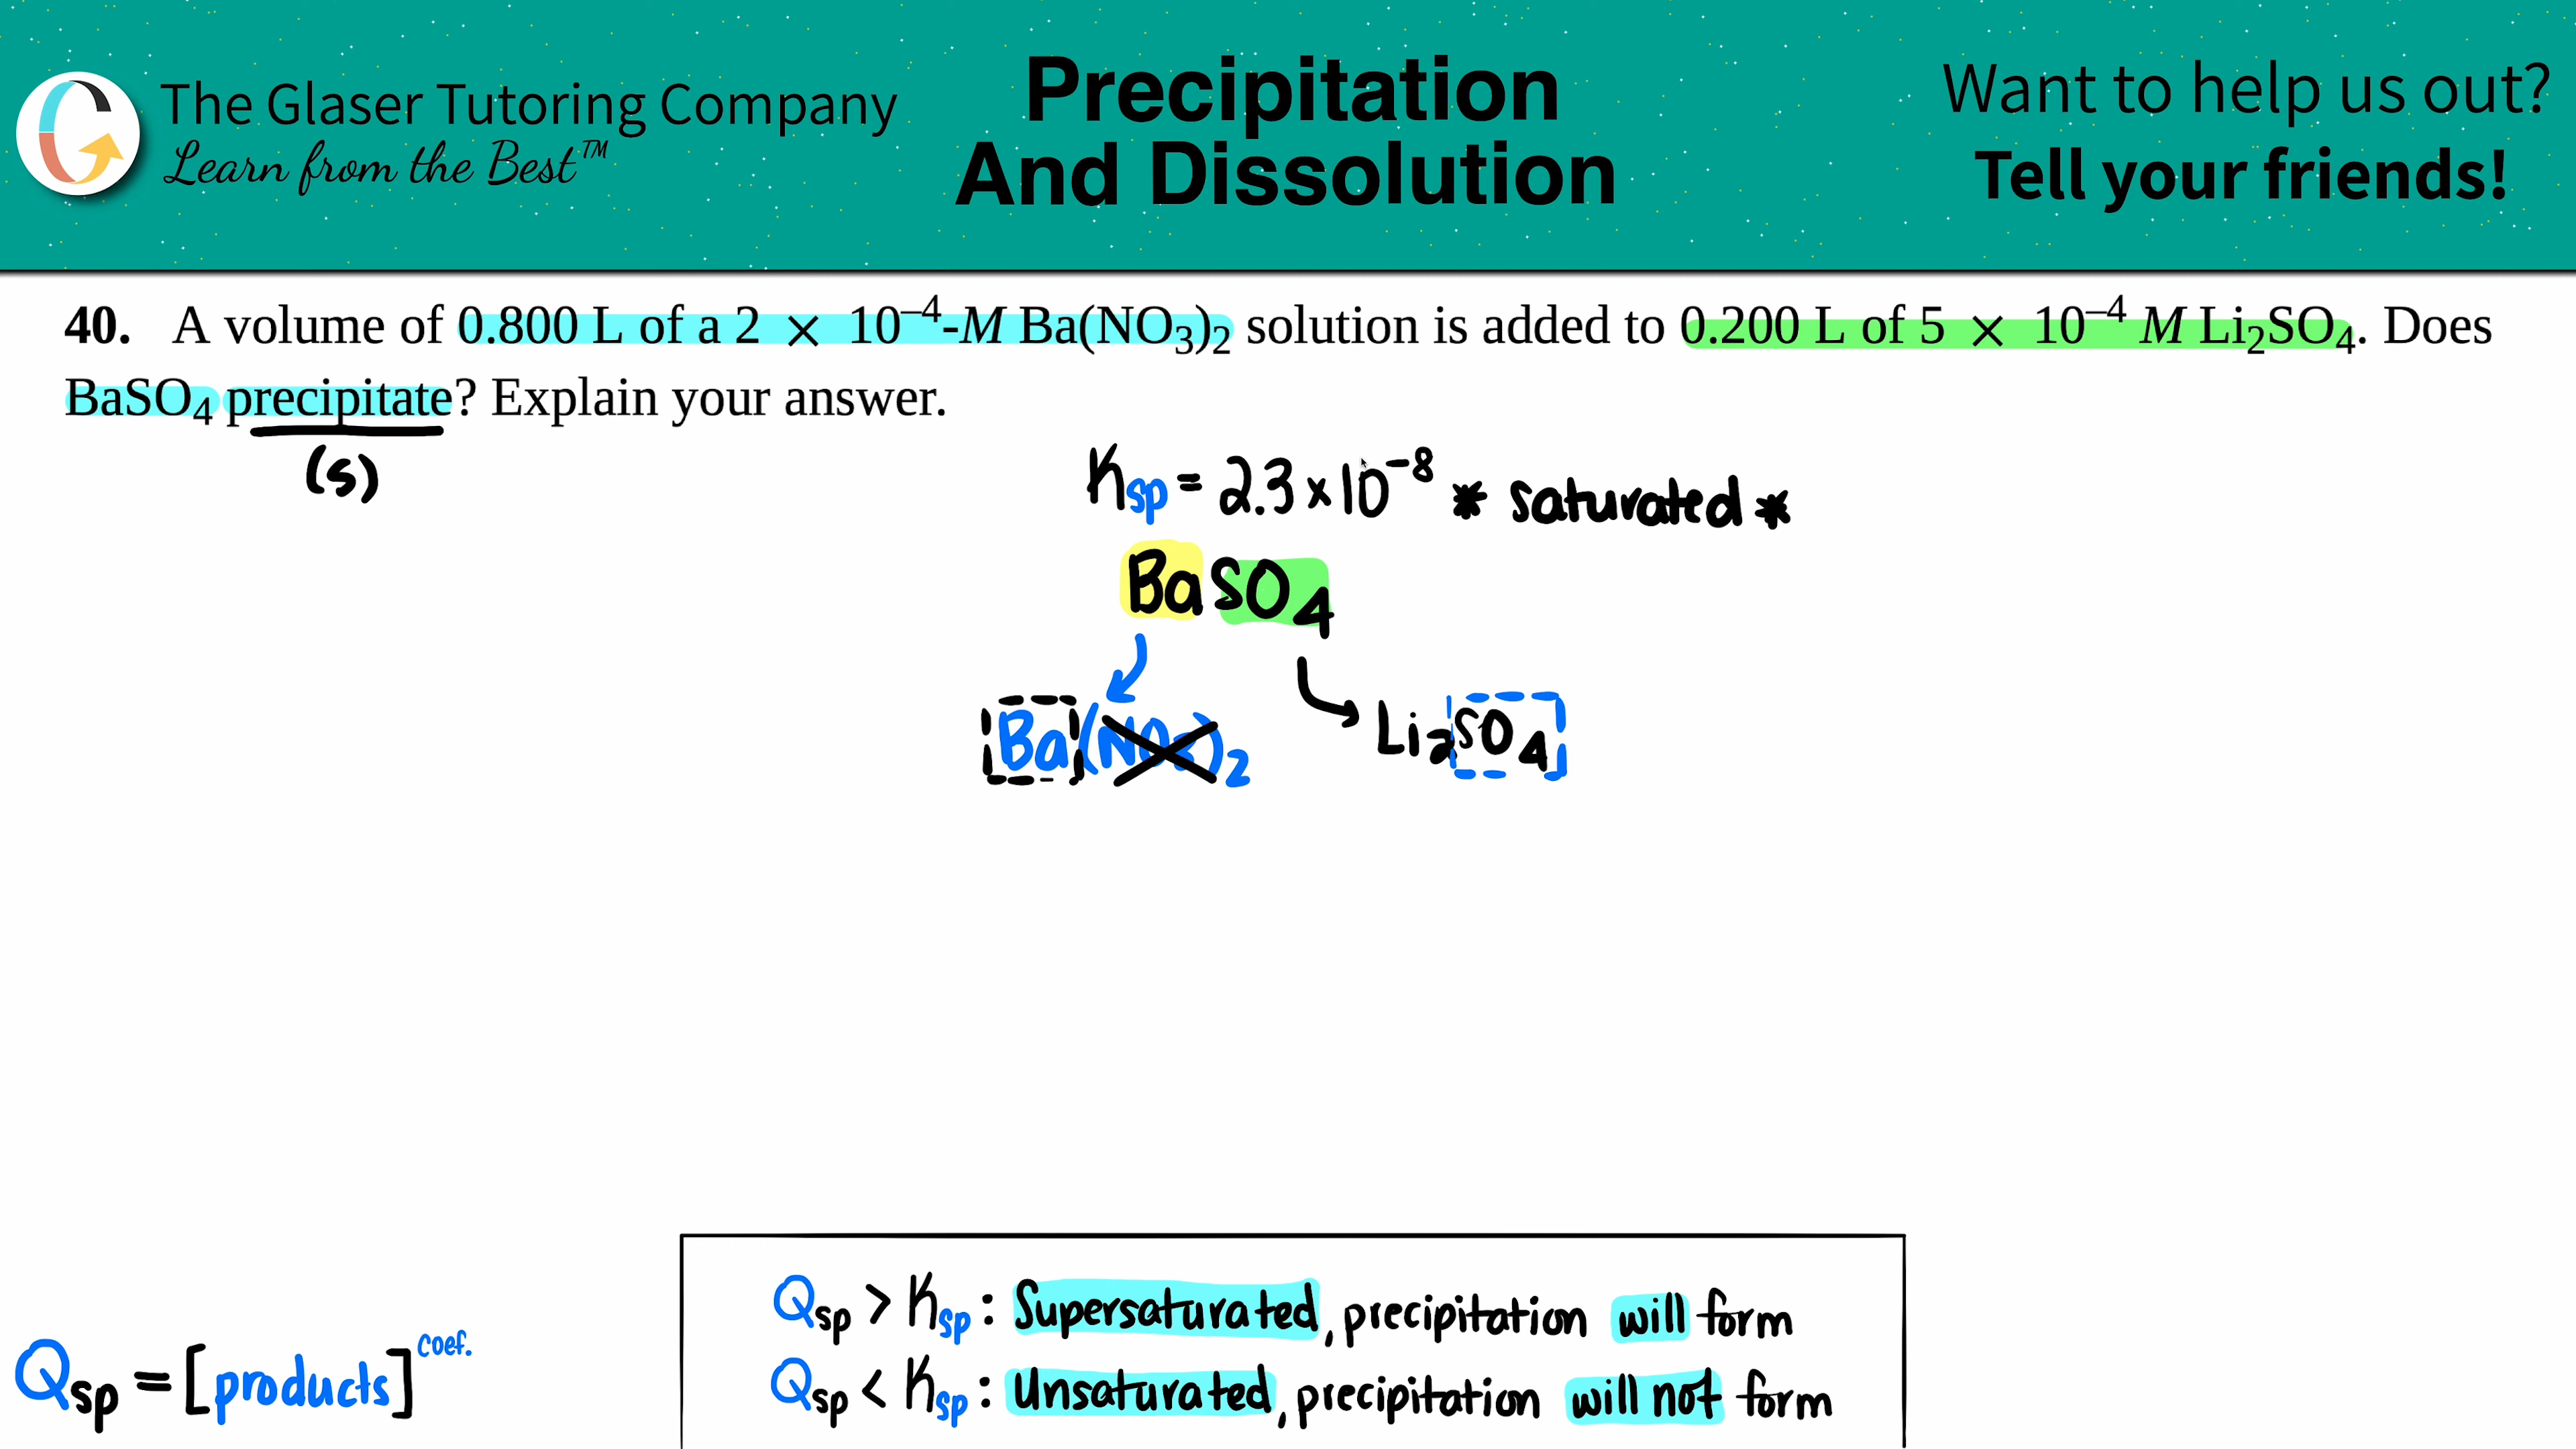 The Glaser Tutoring Company
Learn from the Best™
Precipitation
And Dissolution
Want to help us out?
Tell your friends!
40. A volume of 0.800 L of a 2 × 10⁻⁴-M Ba(NO₃)₂ solution is added to 0.200 L of 5 × 10⁻⁴ M Li₂SO₄. Does
BaSO₄ precipitate? Explain your answer.
(s)
Ksp = 2.3 x 10⁻⁸ * saturated *
BaSO₄
Ba(NO₃)₂ Li₂SO₄
Qsp = [products]^coef.
Qsp > Ksp : Supersaturated, precipitation will form
Qsp < Ksp : Unsaturated, precipitation will not form